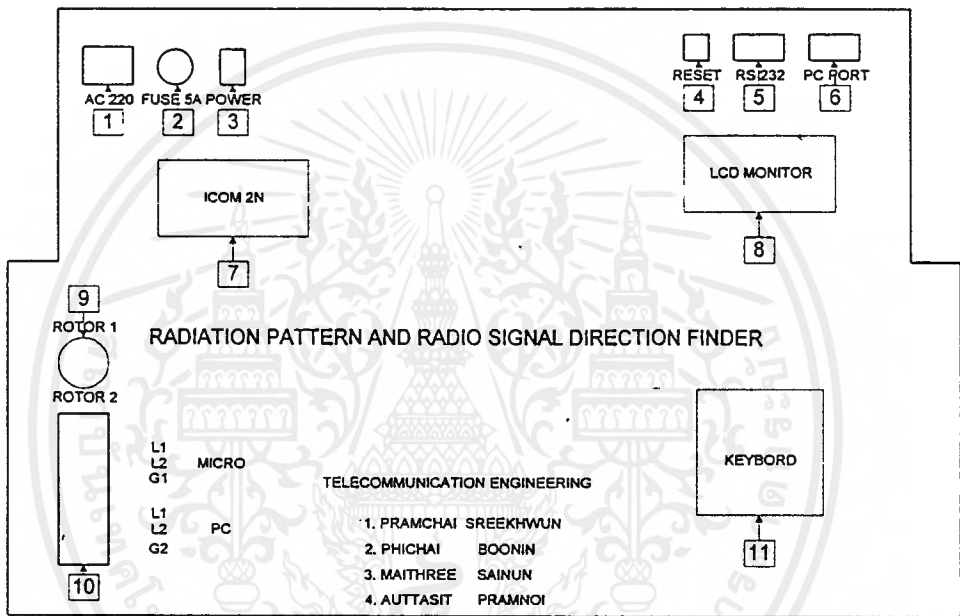 AC 220 FUSE 5A POWER
1 2 3
RESET RSI232 PC PORT
4 5 6
ICOM 2N
7
LCD MONITOR
8
9
ROTOR 1
RADIATION PATTERN AND RADIO SIGNAL DIRECTION FINDER
ROTOR 2
L1
L2 MICRO
G1
L1
L2 PC
G2
10
TELECOMMUNICATION ENGINEERING
1. PRAMCHAI SREEKHWUN
2. PHICHAI BOONIN
3. MAITHREE SAINUN
4. AUTTASIT PRAMNOI
KEYBORD
11